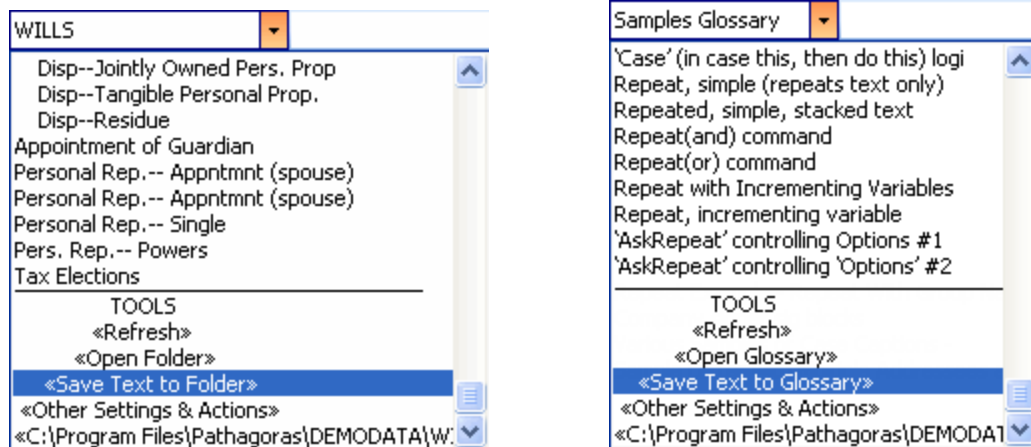 WILLS
Disp--Jointly Owned Pers. Prop
Disp--Tangible Personal Prop.
Disp--Residue
Appointment of Guardian
Personal Rep.-- Appntmnt (spouse)
Personal Rep.-- Appntmnt (spouse)
Personal Rep.-- Single
Pers. Rep.-- Powers
Tax Elections
TOOLS
«Refresh»
«Open Folder»
«Save Text to Folder»
«Other Settings & Actions»
«C:\Program Files\Pathagoras\DEMODATA\W:
Samples Glossary
'Case' (in case this, then do this) logi
Repeat, simple (repeats text only)
Repeated, simple, stacked text
Repeat(and) command
Repeat(or) command
Repeat with Incrementing Variables
Repeat, incrementing variable
'AskRepeat' controlling Options #1
'AskRepeat' controlling 'Options' #2
TOOLS
«Refresh»
«Open Glossary»
«Save Text to Glossary»
«Other Settings & Actions»
«C:\Program Files\Pathagoras\DEMODAT